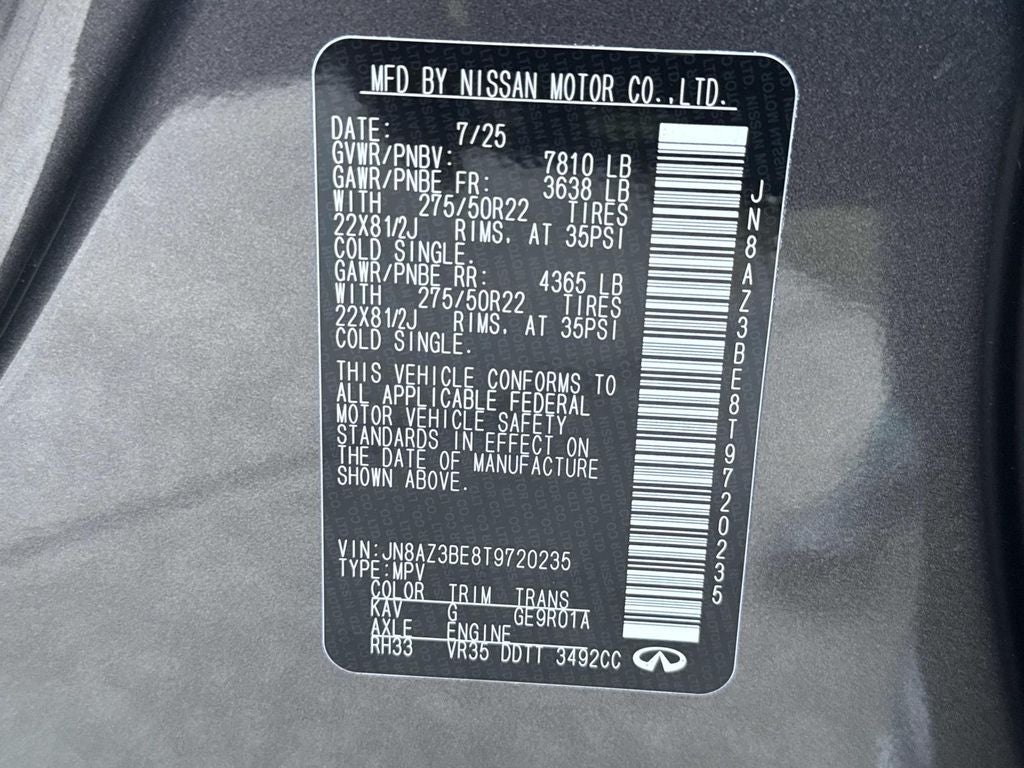 MFD BY NISSAN MOTOR CO.,LTD.
DATE: 7/25
GVWR/PNBV: 7810 LB
GAWR/PNBE FR: 3638 LB
WITH 275/50R22 TIRES
22X81/2J RIMS, AT 35PSI
COLD SINGLE.
GAWR/PNBE RR: 4365 LB
WITH 275/50R22 TIRES
22X81/2J RIMS, AT 35PSI
COLD SINGLE.
THIS VEHICLE CONFORMS TO
ALL APPLICABLE FEDERAL
MOTOR VEHICLE SAFETY
STANDARDS IN EFFECT ON
THE DATE OF MANUFACTURE
SHOWN ABOVE.
VIN:JN8AZ3BE8T9720235
TYPE:MPV
COLOR TRIM TRANS
KAV G GE9R01A
AXLE ENGINE
RH33 VR35 DDTT 3492CC
JN8AZ3BE8T9720235